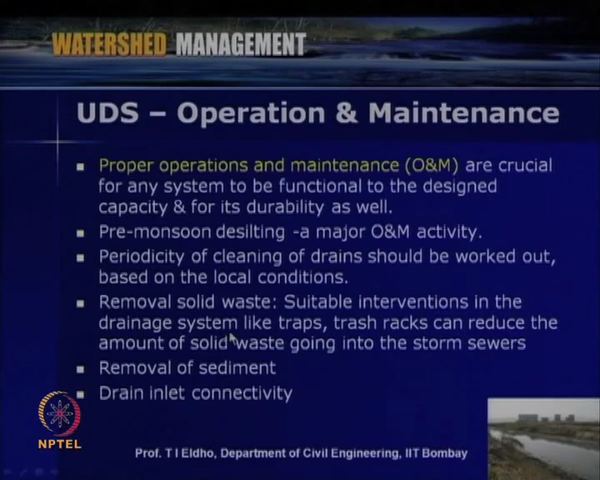 WATERSHED MANAGEMENT
UDS – Operation & Maintenance
Proper operations and maintenance (O&M) are crucial
for any system to be functional to the designed
capacity & for its durability as well.
Pre-monsoon desilting -a major O&M activity.
Periodicity of cleaning of drains should be worked out,
based on the local conditions.
Removal solid waste: Suitable interventions in the
drainage system like traps, trash racks can reduce the
amount of solid waste going into the storm sewers
Removal of sediment
Drain inlet connectivity
NPTEL
Prof. T I Eldho, Department of Civil Engineering, IIT Bombay